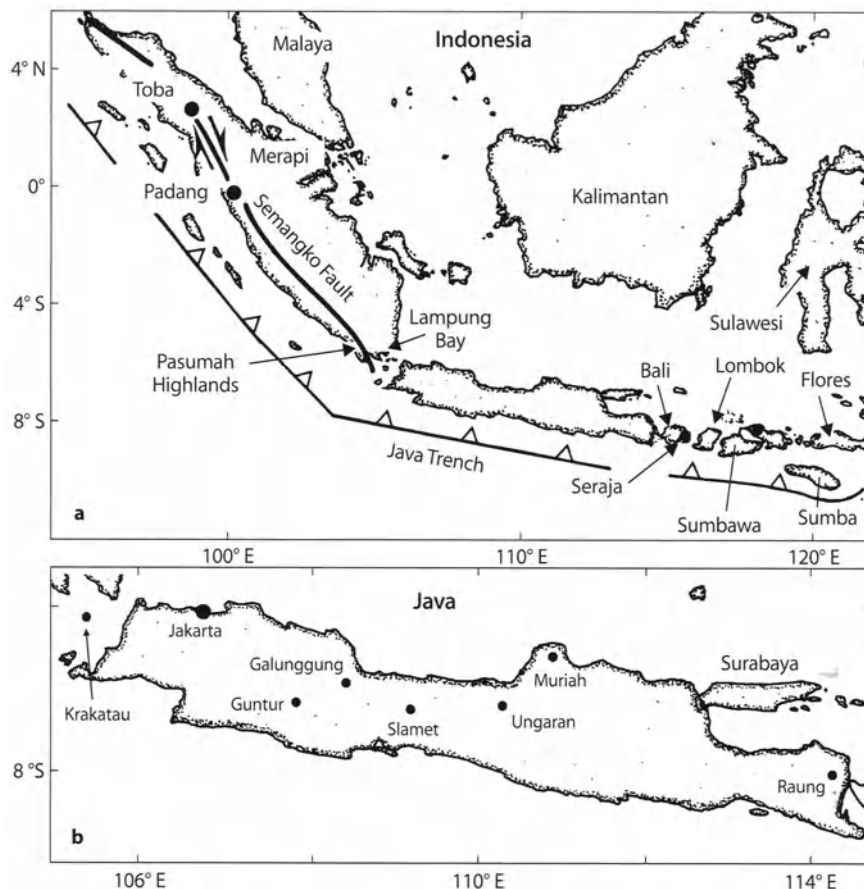 Malaya
Indonesia
4° N
Toba
Merapi
Kalimantan
0°
Padang
Semangko Fault
4° S
Sulawesi
Lampung
Bay
Pasumah
Highlands
Bali
Lombok
Flores
8° S
Java Trench
Seraja
Sumbawa
Sumba
a
100° E
110° E
120° E
Java
Jakarta
Galunggung
Muriah
Surabaya
Krakatau
Guntur
Slamet
Ungaran
8 °S
Raung
b
106° E
110° E
114° E